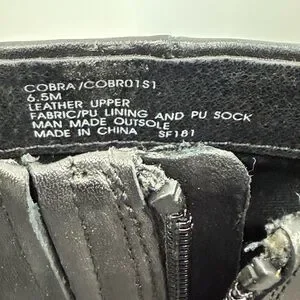 COBRA/COBR01S1
6.5M
LEATHER UPPER
FABRIC/PU LINING AND PU SOCK
MAN MADE OUTSOLE
MADE IN CHINA SF181